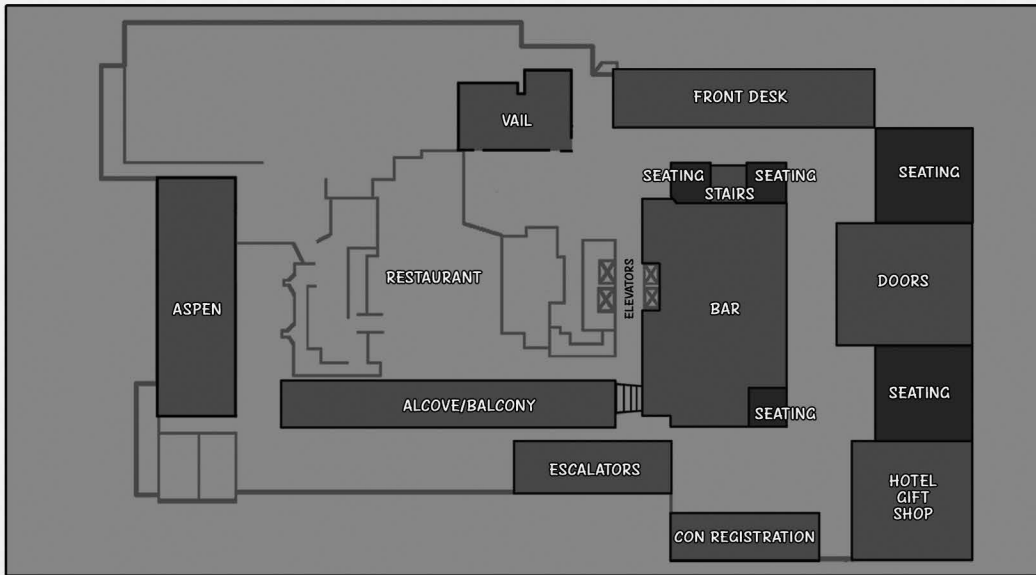 FRONT DESK
VAIL
SEATING
SEATING
STAIRS
SEATING
RESTAURANT
ELEVATORS
DOORS
ASPEN
BAR
ALCOVE/BALCONY
SEATING
SEATING
ESCALATORS
HOTEL
GIFT
SHOP
CON REGISTRATION